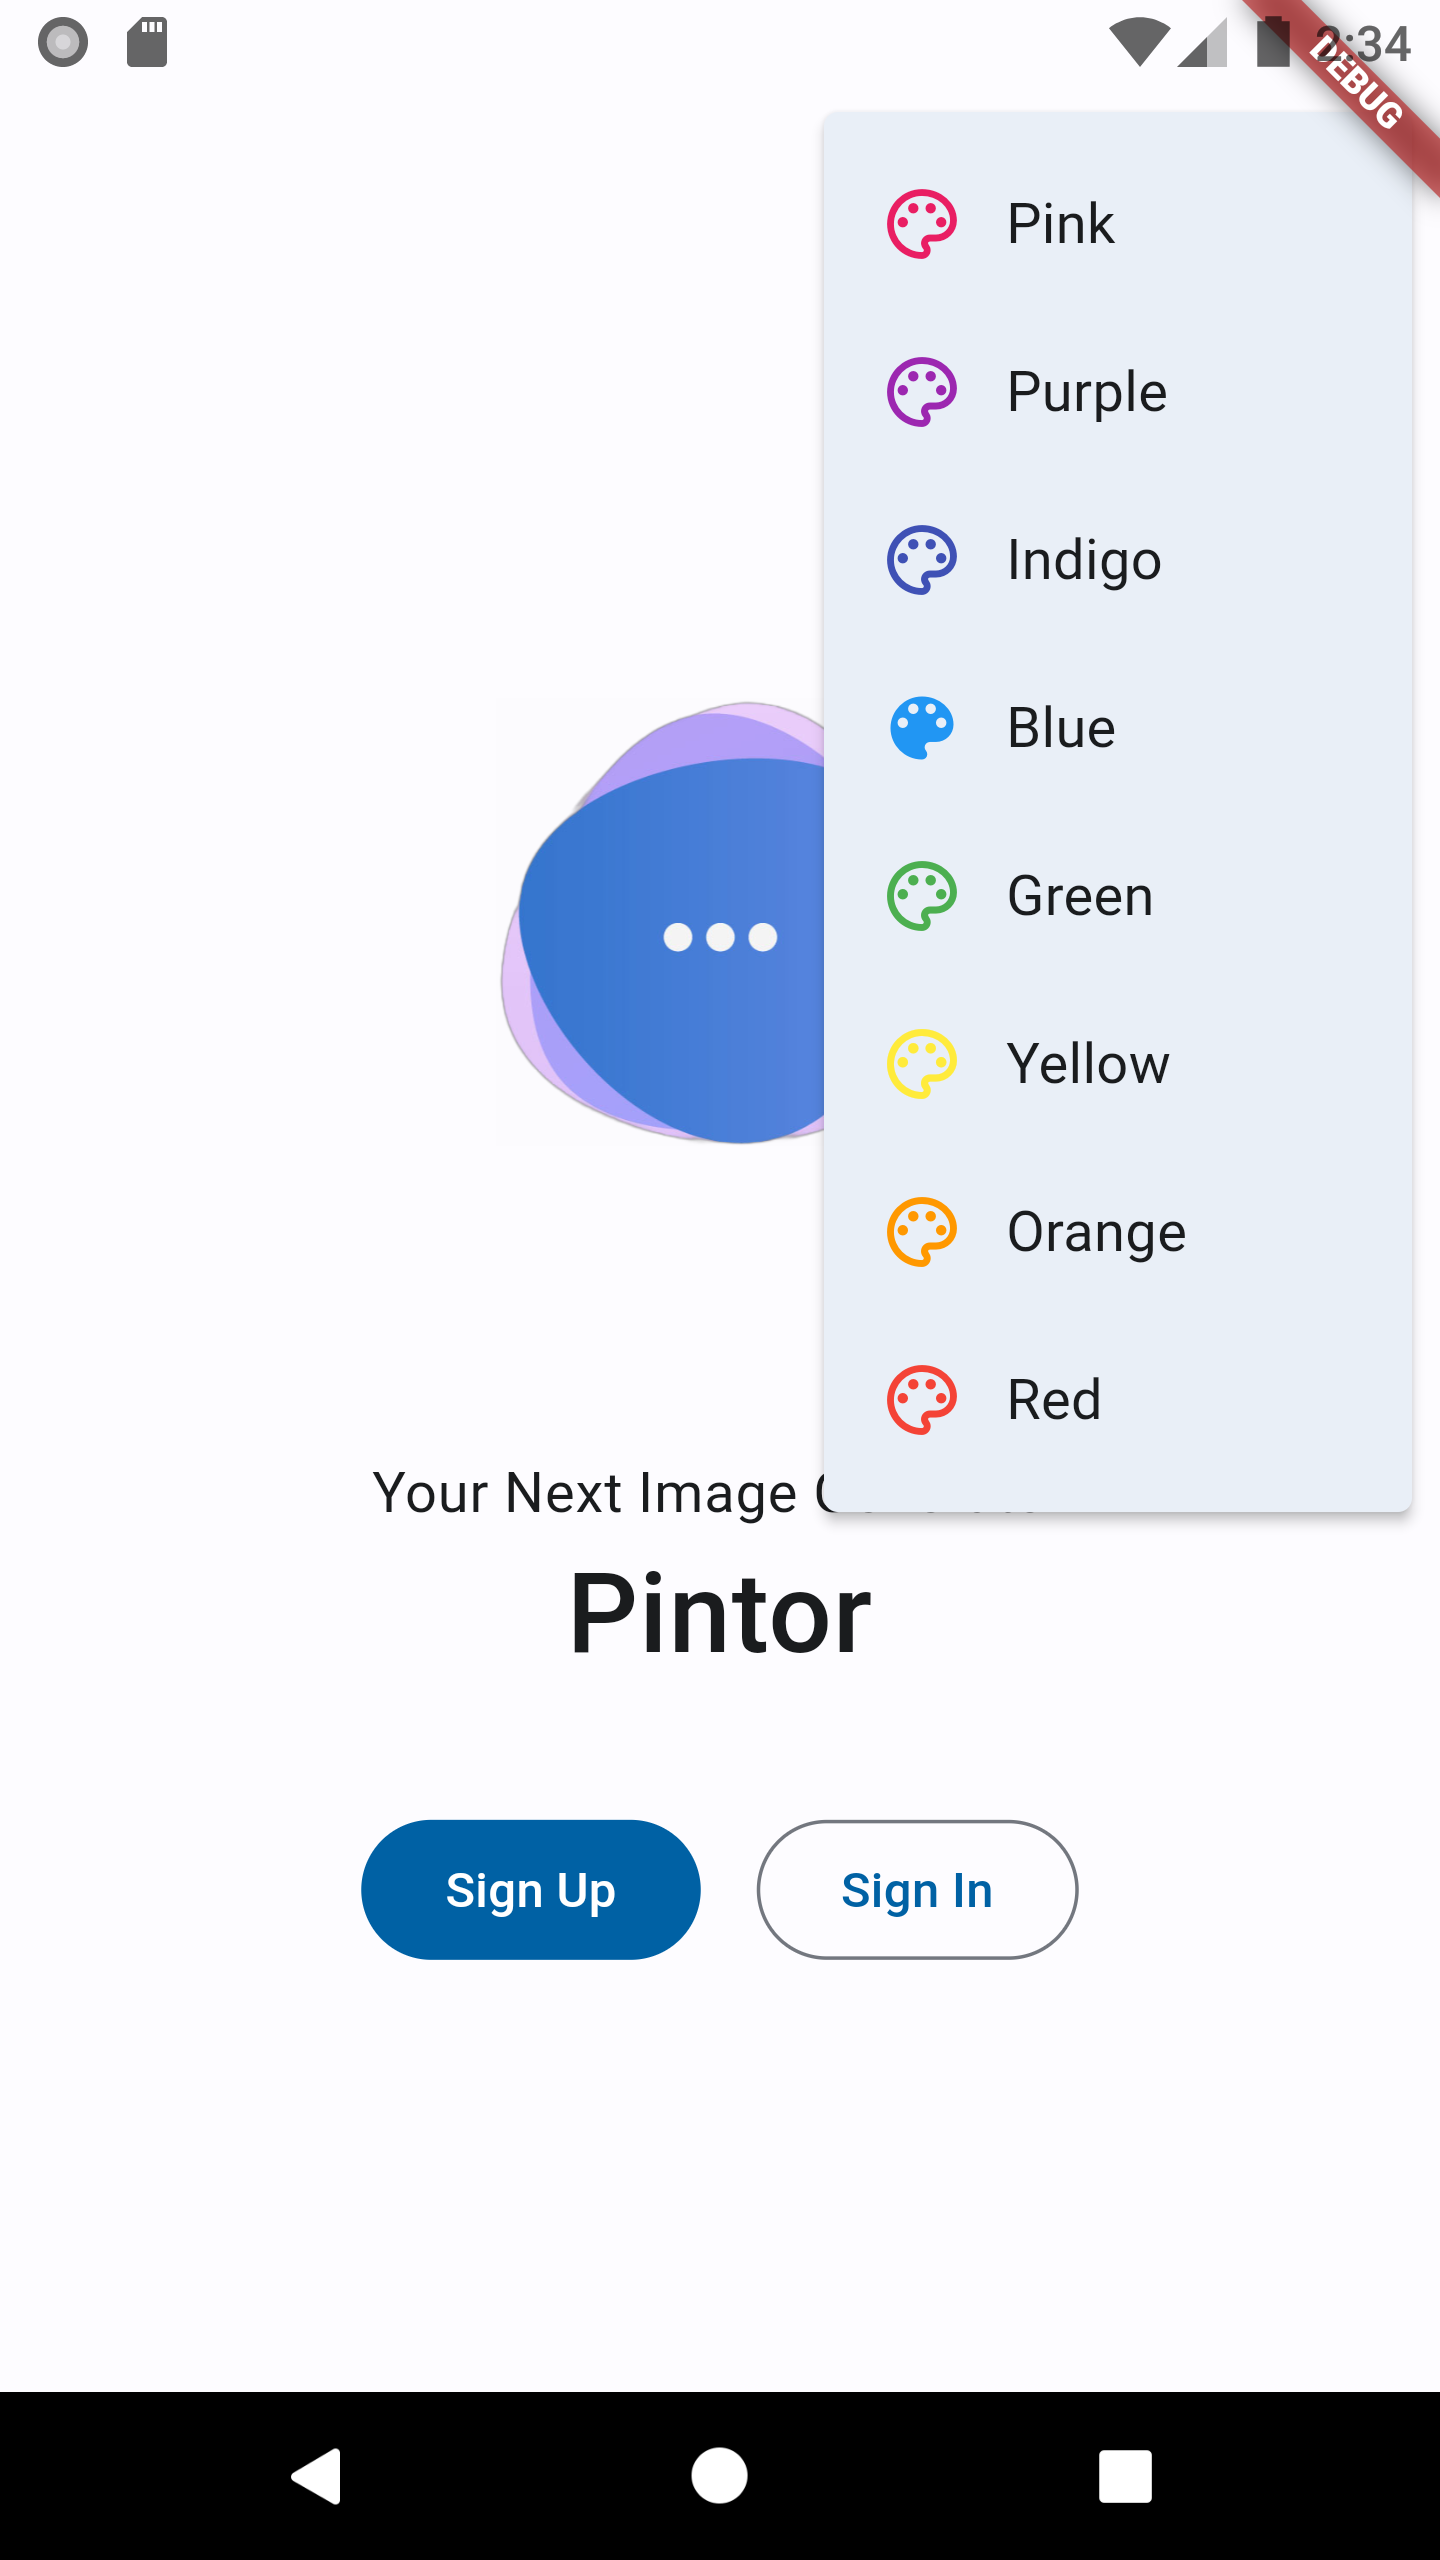 2:34
DEBUG
Pink
Purple
Indigo
Blue
Green
Yellow
Orange
Red
Your Next Image
Pintor
Sign Up
Sign In